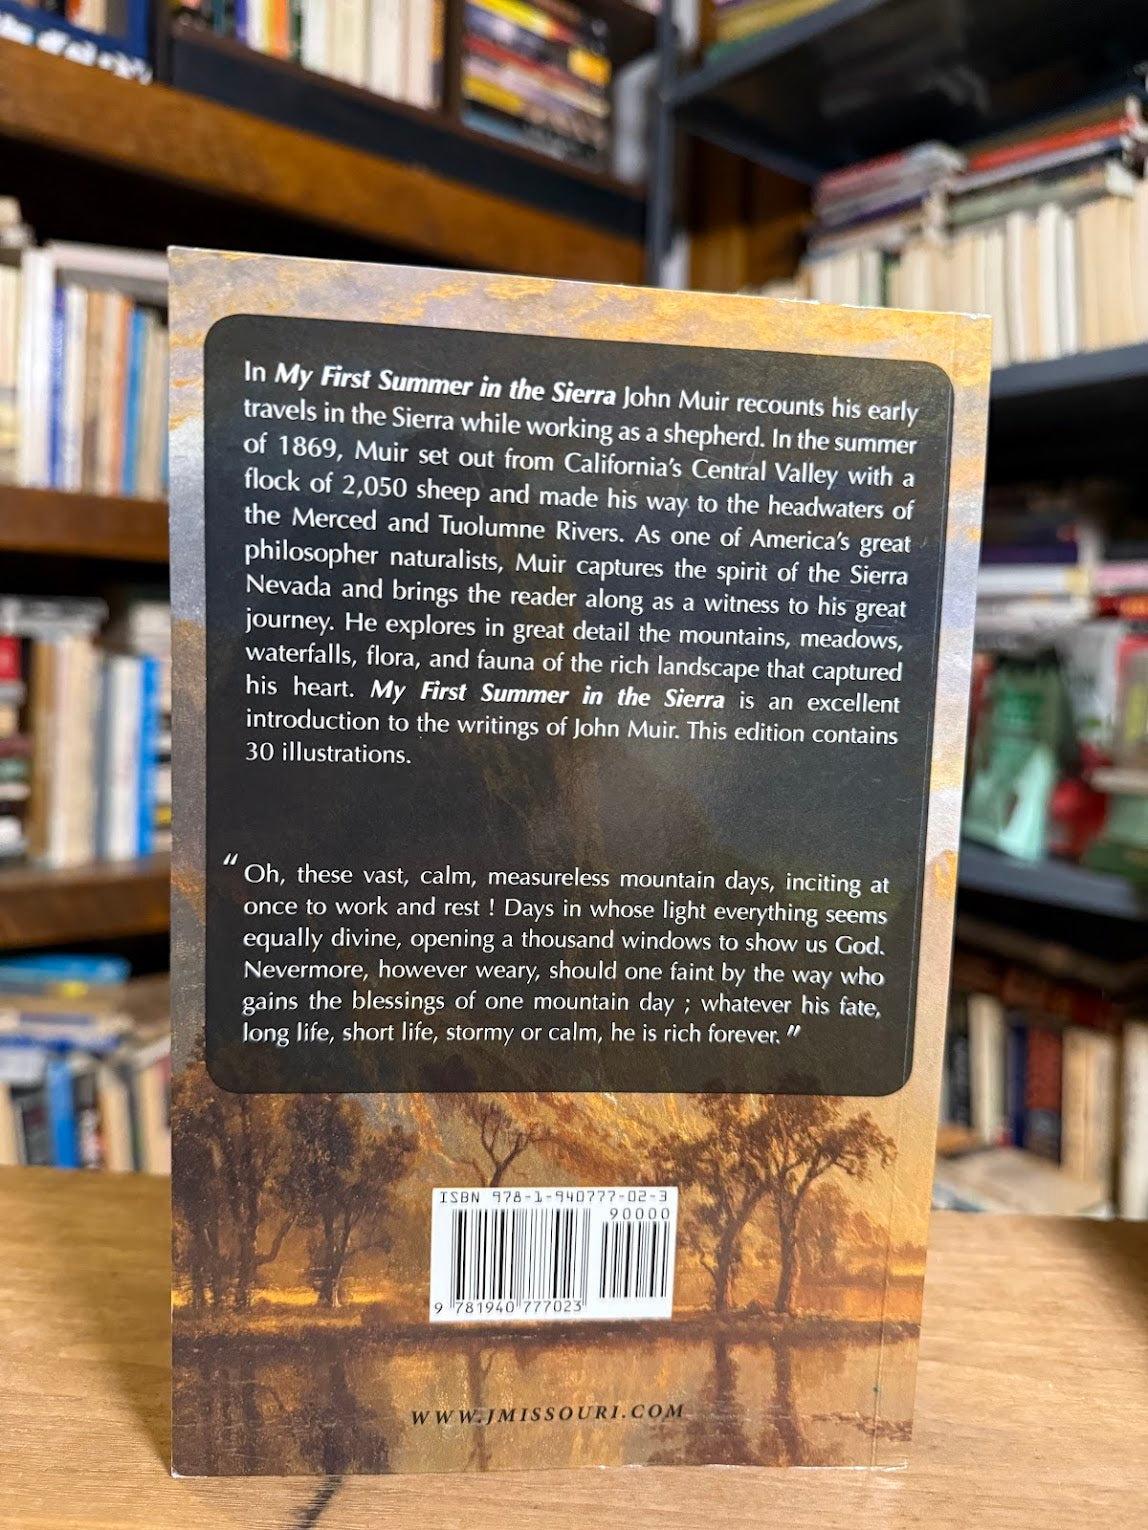 In My First Summer in the Sierra John Muir recounts his early
travels in the Sierra while working as a shepherd. In the summer
of 1869, Muir set out from California's Central Valley with a
flock of 2,050 sheep and made his way to the headwaters of
the Merced and Tuolumne Rivers. As one of America's great
philosopher naturalists, Muir captures the spirit of the Sierra
Nevada and brings the reader along as a witness to his great
journey. He explores in great detail the mountains, meadows,
waterfalls, flora, and fauna of the rich landscape that captured
his heart. My First Summer in the Sierra is an excellent
introduction to the writings of John Muir. This edition contains
30 illustrations.
“ Oh, these vast, calm, measureless mountain days, inciting at
once to work and rest ! Days in whose light everything seems
equally divine, opening a thousand windows to show us God.
Nevermore, however weary, should one faint by the way who
gains the blessings of one mountain day ; whatever his fate,
long life, short life, stormy or calm, he is rich forever. ”
ISBN 978-1-940777-02-3
90000
9 781940 777023
WWW.JMISSOURI.COM